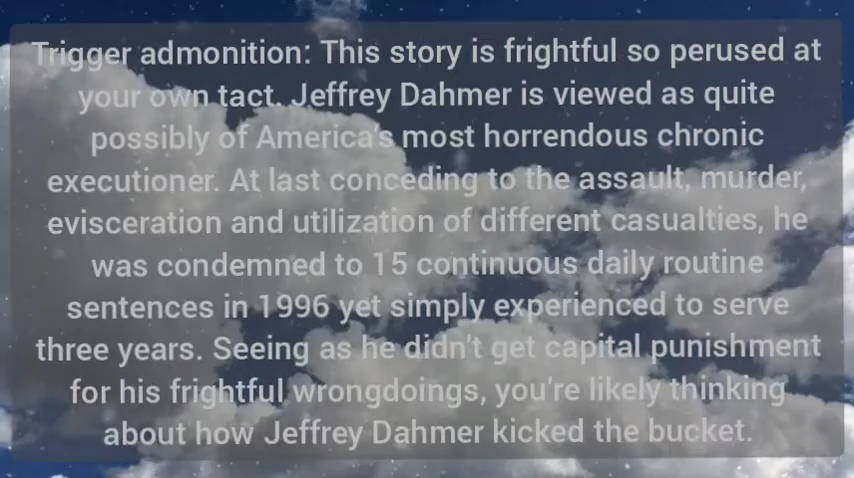 Trigger admonition: This story is frightful so perused at
your own tact. Jeffrey Dahmer is viewed as quite
possibly of America's most horrendous chronic
executioner. At last conceding to the assault, murder,
evisceration and utilization of different casualties, he
was condemned to 15 continuous daily routine
sentences in 1996 yet simply experienced to serve
three years. Seeing as he didn't get capital punishment
for his frightful wrongdoings, you're likely thinking
about how Jeffrey Dahmer kicked the bucket.